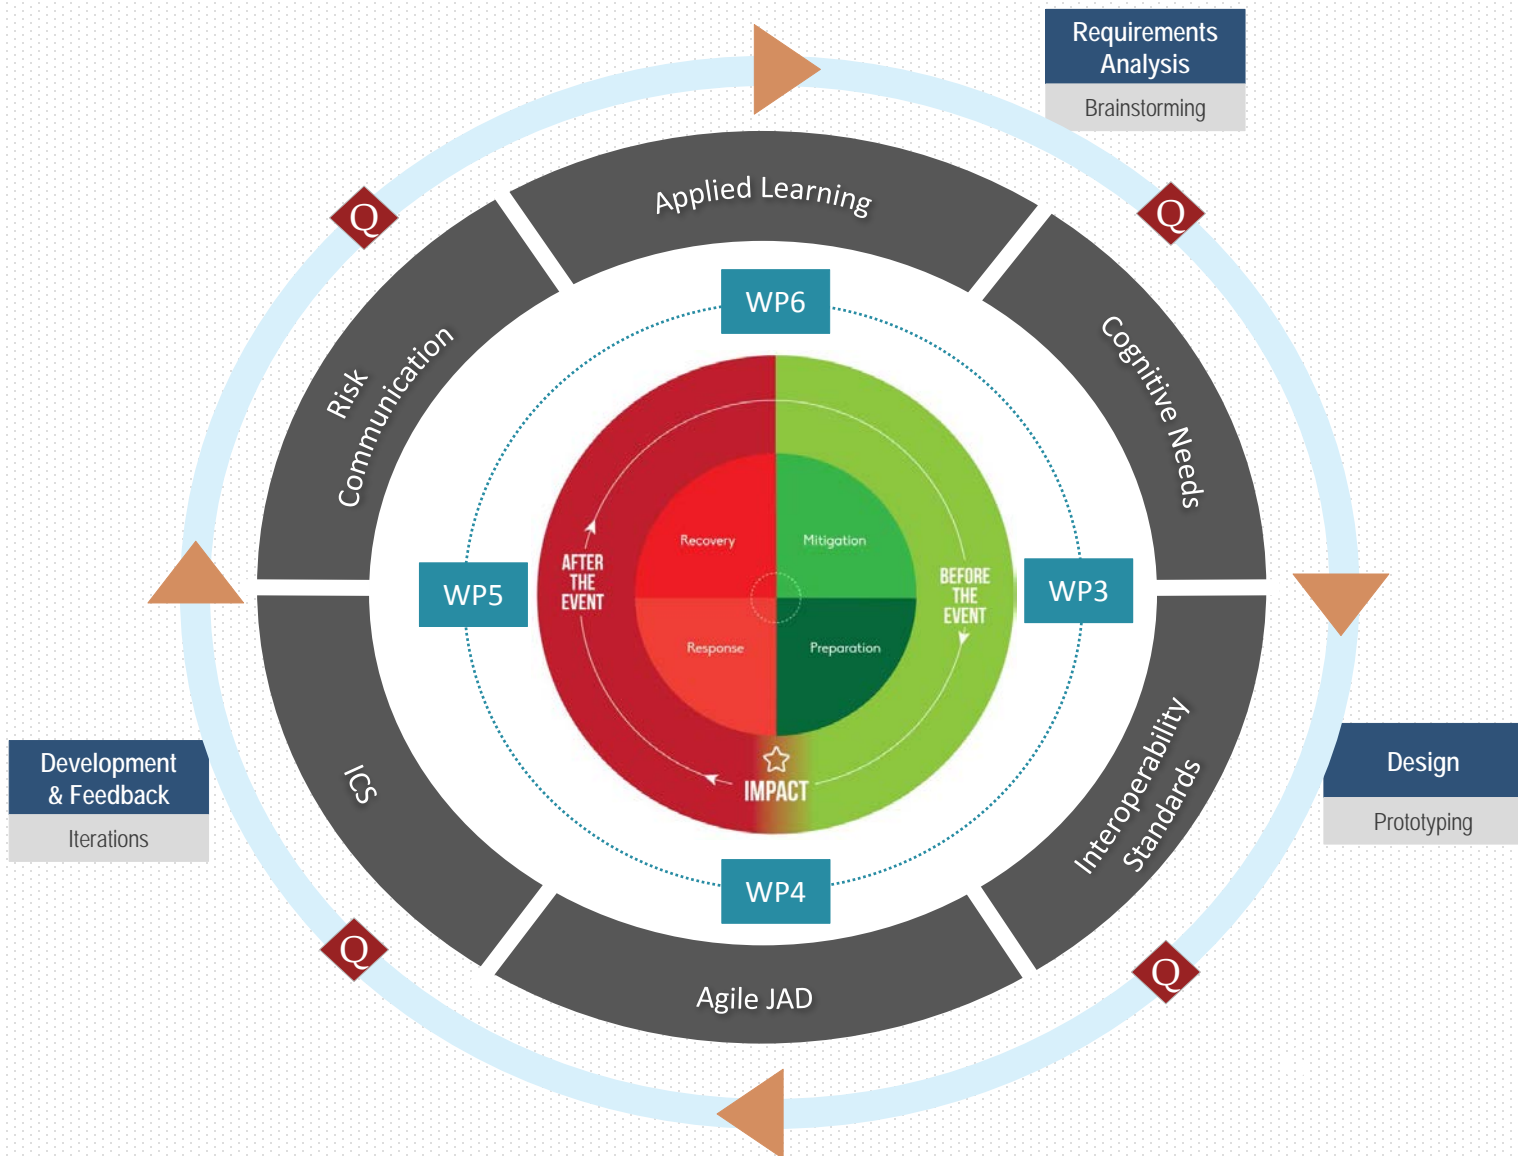 Requirements
Analysis
Brainstorming
Applied Learning
Q
Q
WP6
Risk
Communication
Cognitive Needs
Recovery
Mitigation
AFTER
THE
EVENT
BEFORE
THE
EVENT
WP5
WP3
Response
Preparation
Interoperability
Standards
Development
& Feedback
Iterations
Design
Prototyping
ICS
IMPACT
WP4
Q
Q
Agile JAD